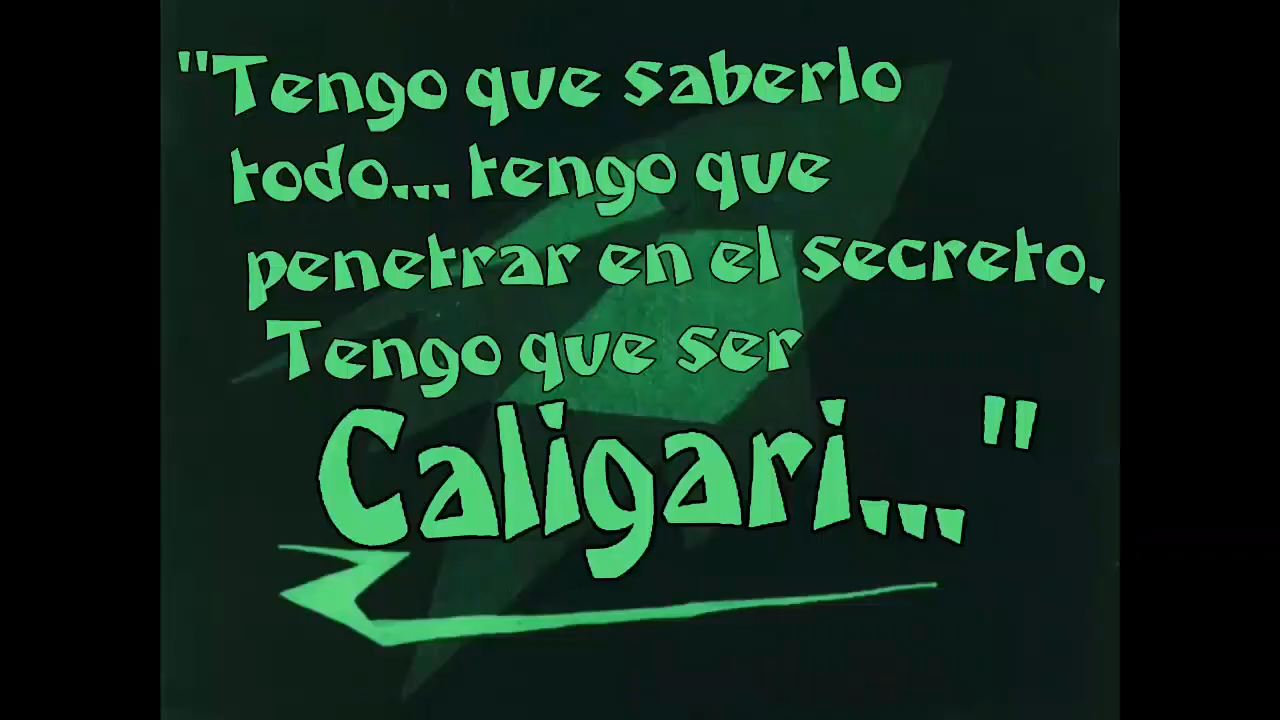 "Tengo que saberlo
todo... tengo que
penetrar en el secreto.
Tengo que ser
Caligari..."